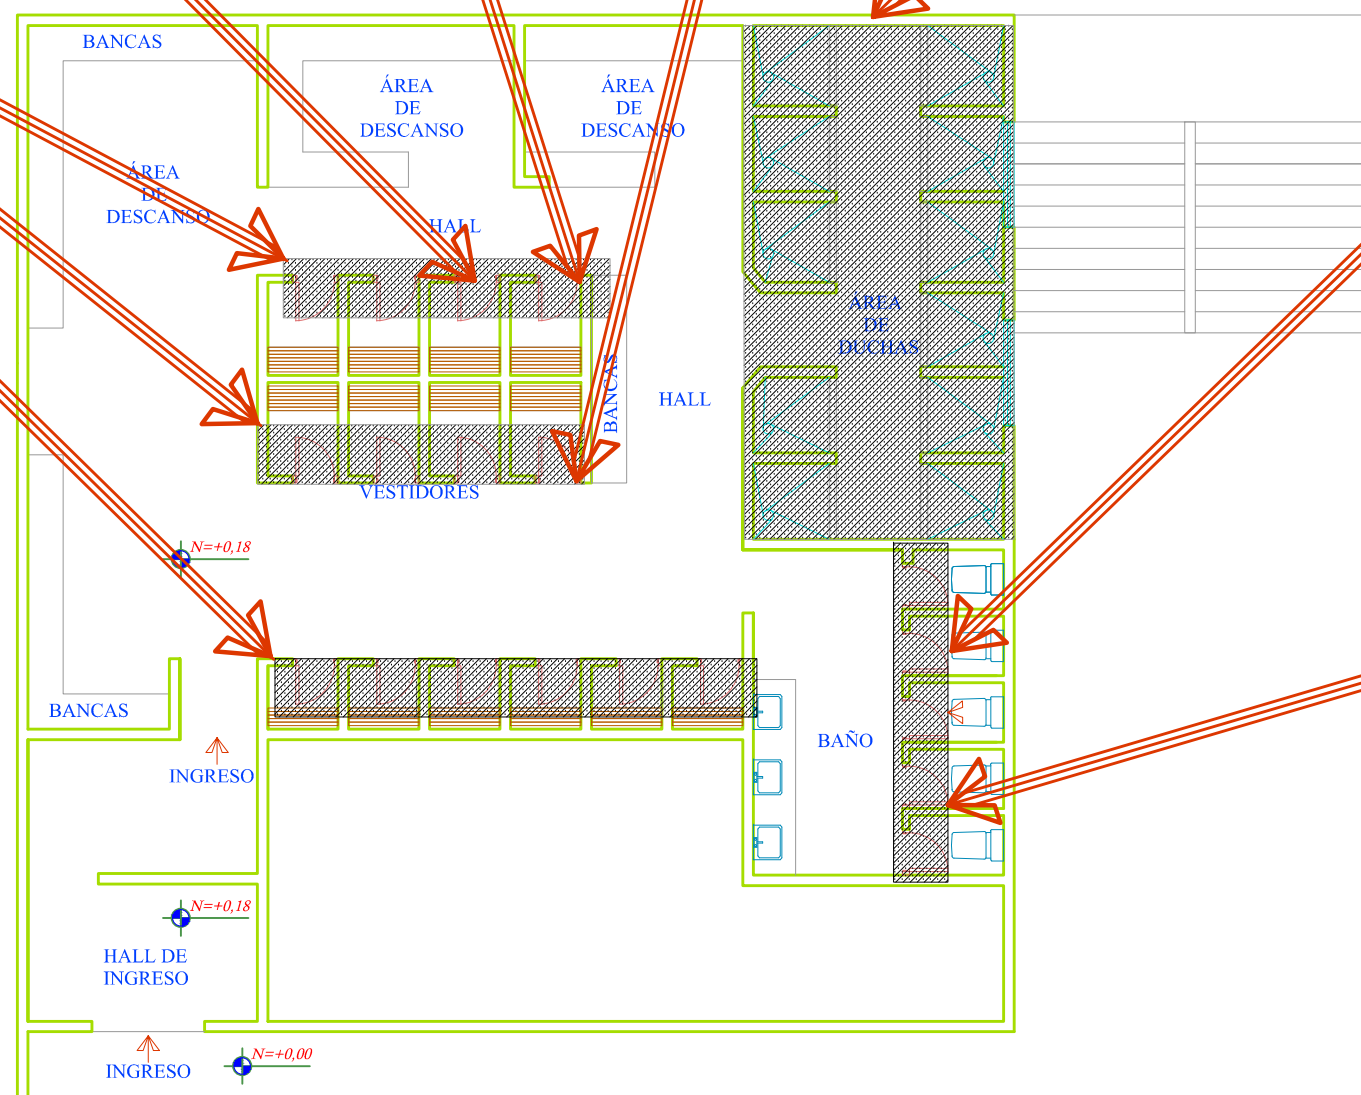 BANCAS
ÁREA
DE
DESCANSO
ÁREA
DE
DESCANSO
ÁREA
DE
DESCANSO
HALL
ÁREA
DE
DUCHAS
BANCAS
HALL
VESTIDORES
N=+0,18
BANCAS
INGRESO
BAÑO
N=+0,18
HALL DE
INGRESO
N=+0,00
INGRESO